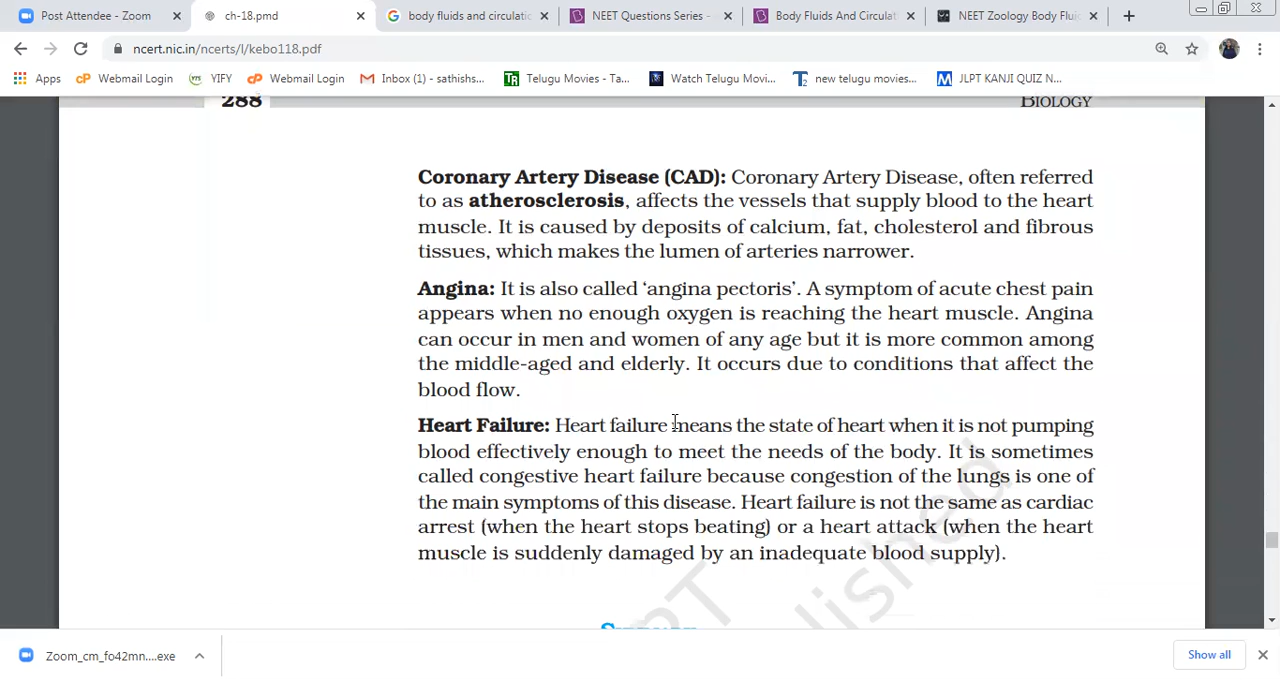 Post Attendee - Zoom
ch-18.pmd
body fluids and circulatic
NEET Questions Series -
Body Fluids And Circulat
NEET Zoology Body Flui
ncert.nic.in/ncerts/l/kebo118.pdf
Apps
Webmail Login
YIFY
Webmail Login
Inbox (1) - sathishs...
Telugu Movies - Ta...
Watch Telugu Movi...
new telugu movies...
JLPT KANJI QUIZ N...
288
BIOLOGY
Coronary Artery Disease (CAD): Coronary Artery Disease, often referred
to as atherosclerosis, affects the vessels that supply blood to the heart
muscle. It is caused by deposits of calcium, fat, cholesterol and fibrous
tissues, which makes the lumen of arteries narrower.
Angina: It is also called ‘angina pectoris’. A symptom of acute chest pain
appears when no enough oxygen is reaching the heart muscle. Angina
can occur in men and women of any age but it is more common among
the middle-aged and elderly. It occurs due to conditions that affect the
blood flow.
Heart Failure: Heart failure means the state of heart when it is not pumping
blood effectively enough to meet the needs of the body. It is sometimes
called congestive heart failure because congestion of the lungs is one of
the main symptoms of this disease. Heart failure is not the same as cardiac
arrest (when the heart stops beating) or a heart attack (when the heart
muscle is suddenly damaged by an inadequate blood supply).
Zoom_cm_fo42mn....exe
Show all